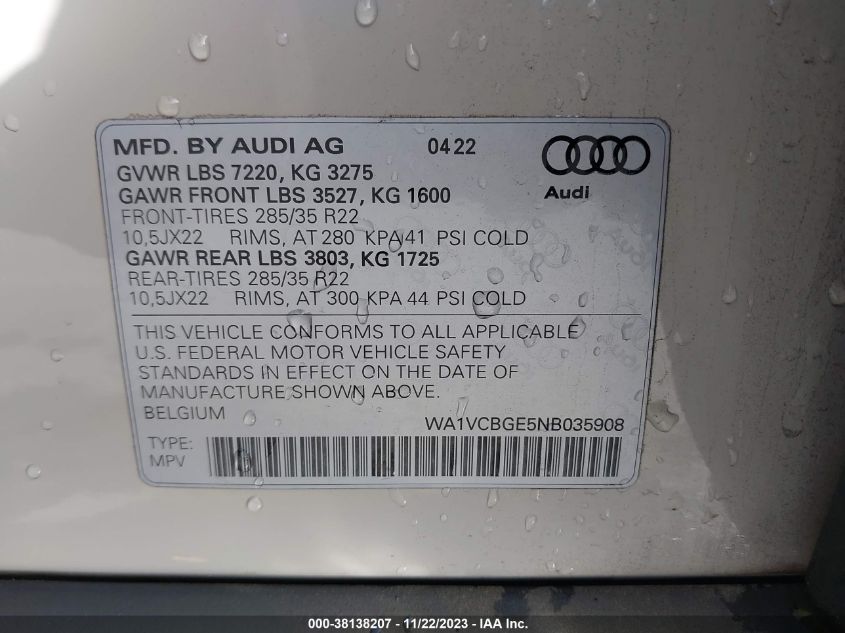 MFD. BY AUDI AG 0422
GVWR LBS 7220, KG 3275
GAWR FRONT LBS 3527, KG 1600
Audi
FRONT-TIRES 285/35 R22
10,5JX22 RIMS, AT 280 KPA/41 PSI COLD
GAWR REAR LBS 3803, KG 1725
REAR-TIRES 285/35 R22
10,5JX22 RIMS, AT 300 KPA 44 PSI COLD
THIS VEHICLE CONFORMS TO ALL APPLICABLE
U.S. FEDERAL MOTOR VEHICLE SAFETY
STANDARDS IN EFFECT ON THE DATE OF
MANUFACTURE SHOWN ABOVE.
BELGIUM WA1VCBGE5NB035908
TYPE:
MPV
000-38138207 - 11/22/2023 - IAAI.com